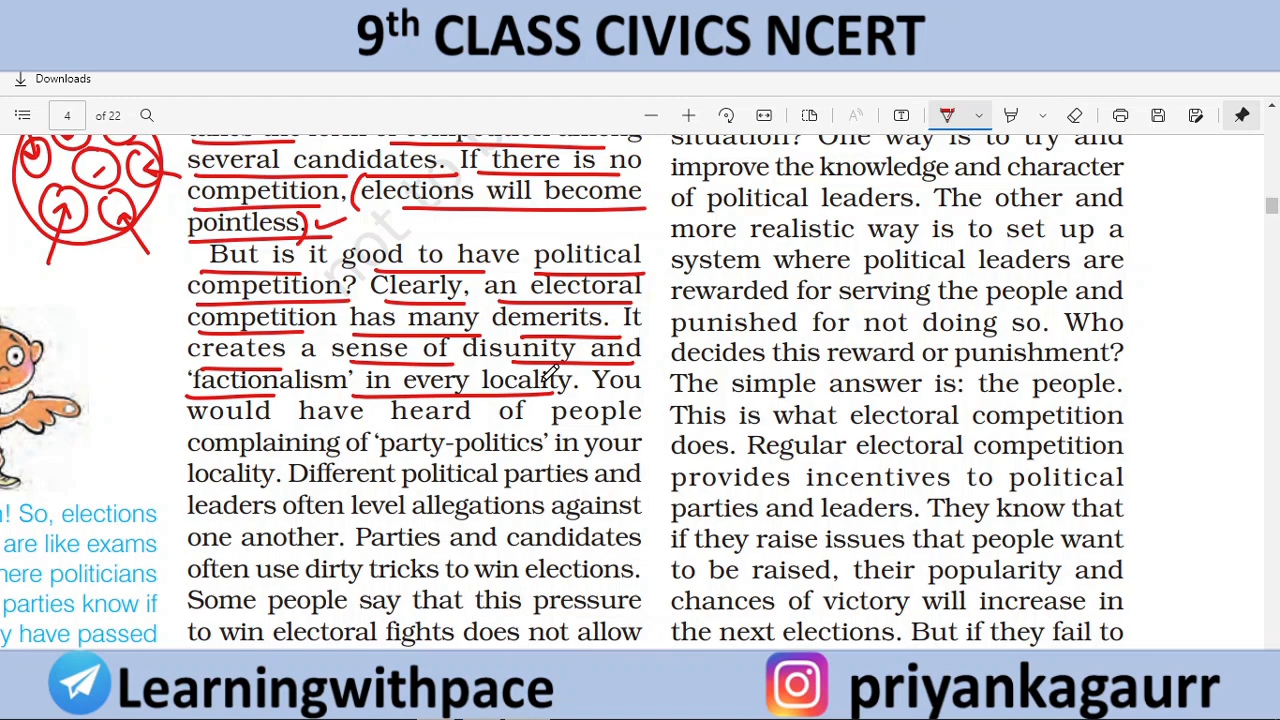 9th CLASS CIVICS NCERT
Downloads
4 of 22
several candidates. If there is no
competition, elections will become
pointless.
But is it good to have political
competition? Clearly, an electoral
competition has many demerits. It
creates a sense of disunity and
‘factionalism’ in every locality. You
would have heard of people
complaining of ‘party-politics’ in your
locality. Different political parties and
leaders often level allegations against
one another. Parties and candidates
often use dirty tricks to win elections.
Some people say that this pressure
to win electoral fights does not allow
situation? One way is to try and
improve the knowledge and character
of political leaders. The other and
more realistic way is to set up a
system where political leaders are
rewarded for serving the people and
punished for not doing so. Who
decides this reward or punishment?
The simple answer is: the people.
This is what electoral competition
does. Regular electoral competition
provides incentives to political
parties and leaders. They know that
if they raise issues that people want
to be raised, their popularity and
chances of victory will increase in
the next elections. But if they fail to
! So, elections
are like exams
here politicians
parties know if
y have passed
not to
Learningwithpace
priyankagaurr